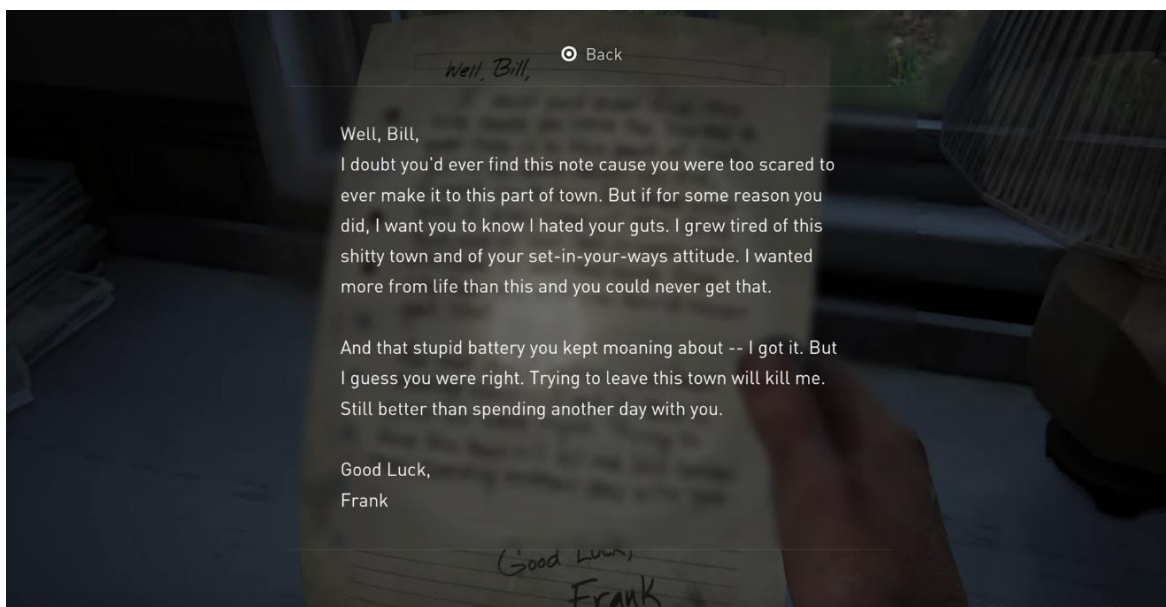 Back
Well, Bill,
Well, Bill,
I doubt you'd ever find this note cause you were too scared to
ever make it to this part of town. But if for some reason you
did, I want you to know I hated your guts. I grew tired of this
shitty town and of your set-in-your-ways attitude. I wanted
more from life than this and you could never get that.
And that stupid battery you kept moaning about -- I got it. But
I guess you were right. Trying to leave this town will kill me.
Still better than spending another day with you.
Good Luck,
Frank
Good Luck,
Frank